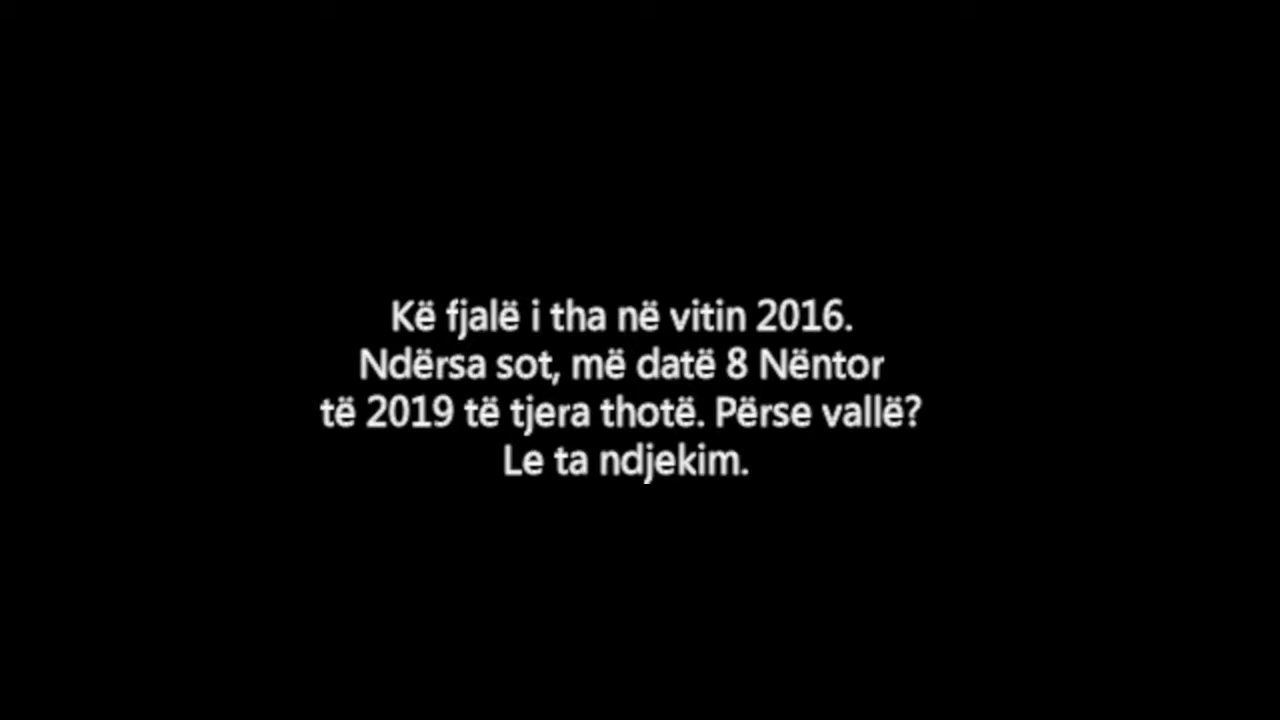 Kë fjalë i tha në vitin 2016.
Ndërsa sot, më datë 8 Nëntor
të 2019 të tjera thotë. Përse vallë?
Le ta ndjekim.